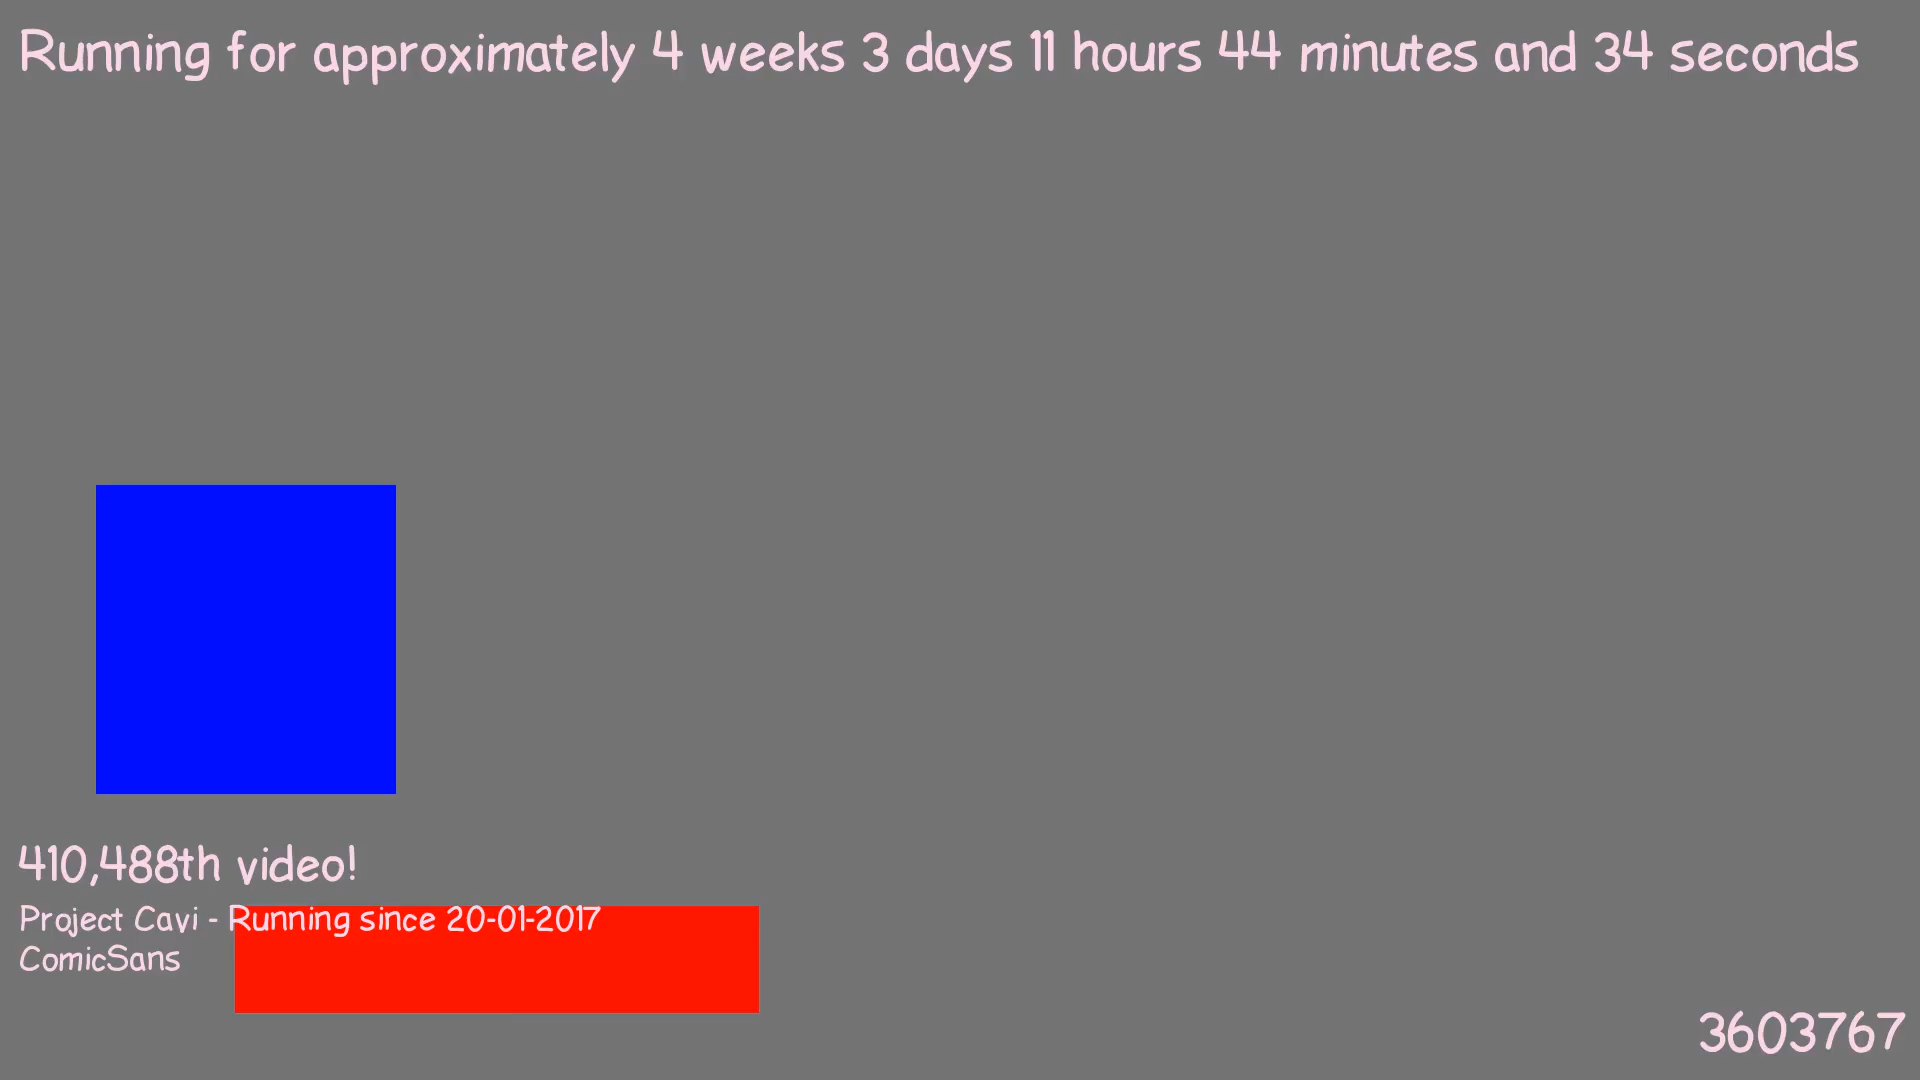 Running for approximately 4 weeks 3 days 11 hours 44 minutes and 34 seconds
410,488th video!
Project Cavi - Running since 20-01-2017
ComicSans
3603767